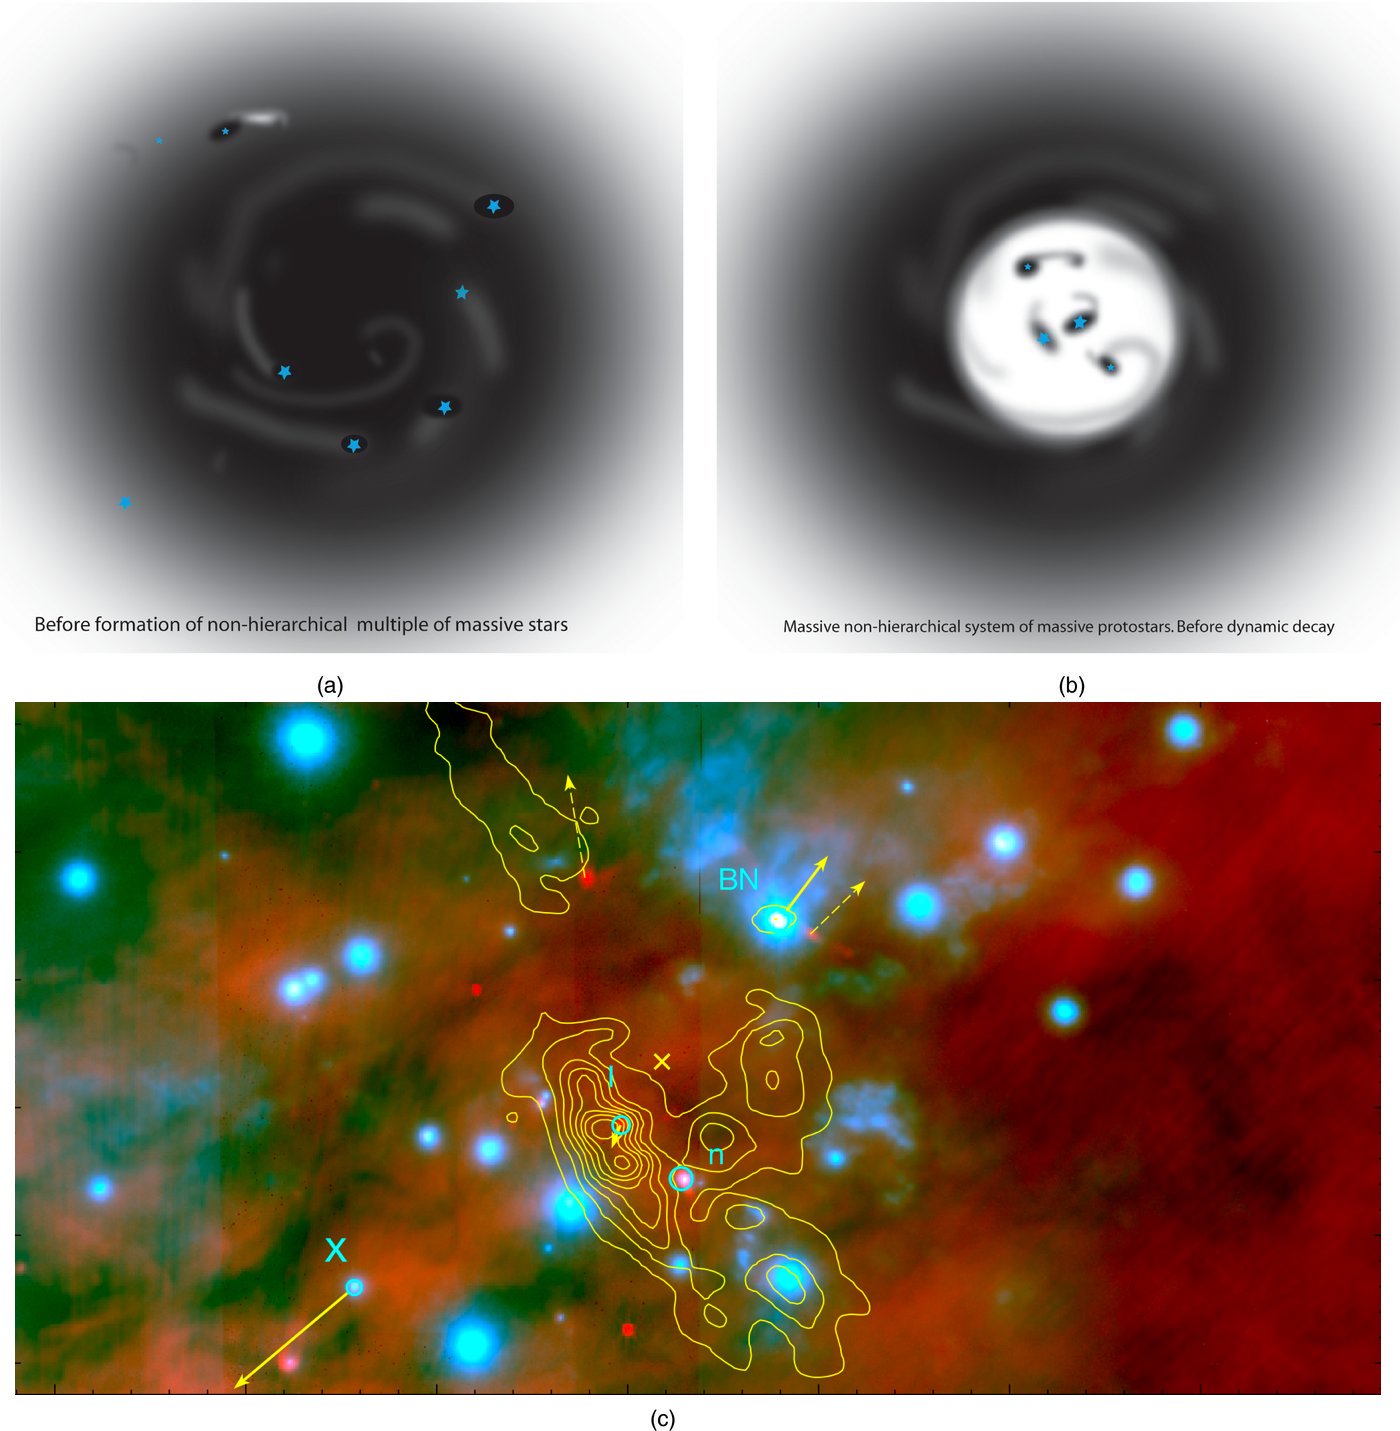 Before formation of non-hierarchical multiple of massive stars
Massive non-hierarchical system of massive protostars. Before dynamic decay
(a)
(b)
BN
I
n
X
(c)